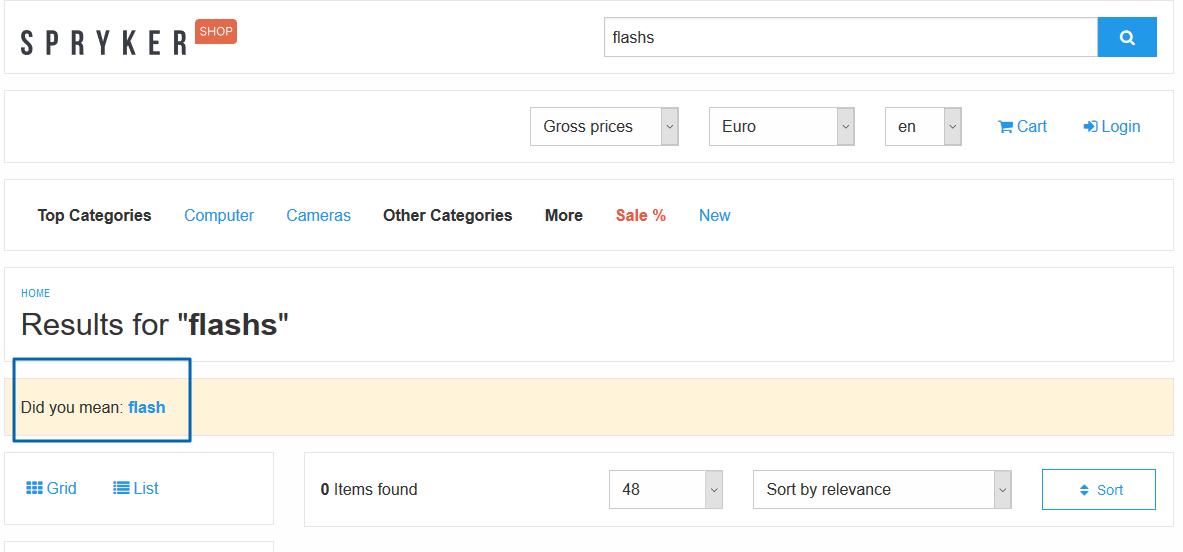 SPRYKER SHOP flashs
Gross prices Euro en Cart Login
Top Categories Computer Cameras Other Categories More Sale % New
HOME
Results for "flashs"
Did you mean: flash
Grid List 0 Items found 48 Sort by relevance Sort